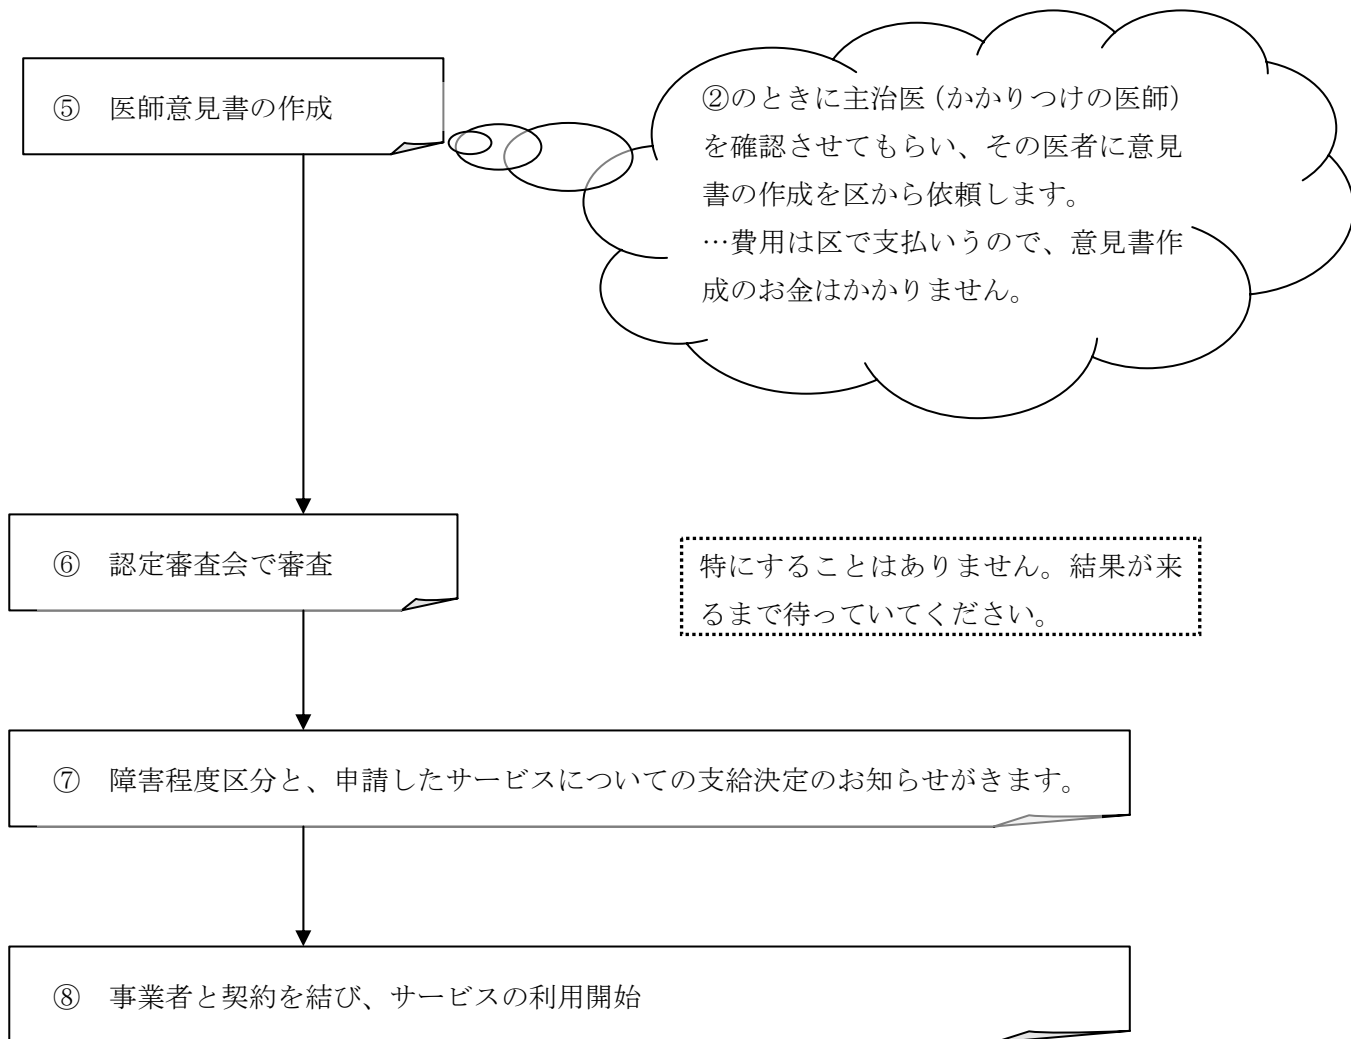 ⑤　医師意見書の作成
②のときに主治医（かかりつけの医師）
を確認させてもらい、その医者に意見
書の作成を区から依頼します。
…費用は区で支払いうので、意見書作
成のお金はかかりません。
⑥　認定審査会で審査
特にすることはありません。結果が来
るまで待っていてください。
⑦　障害程度区分と、申請したサービスについての支給決定のお知らせがきます。
⑧　事業者と契約を結び、サービスの利用開始